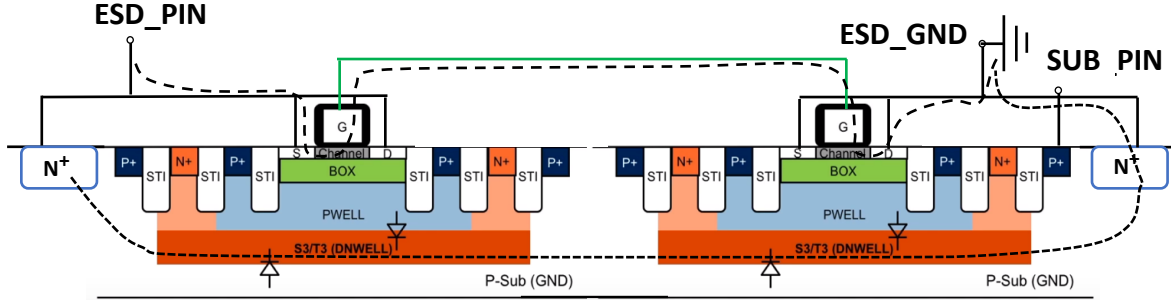 ESD_PIN
ESD_GND
SUB_PIN
G
G
N+
P+
STI
N+
STI
P+
STI
S
Channel
D
BOX
STI
P+
STI
N+
STI
P+
P+
STI
N+
STI
P+
STI
S
Channel
D
BOX
STI
P+
STI
N+
STI
P+
N+
PWELL
PWELL
S3/T3 (DNWELL)
S3/T3 (DNWELL)
P-Sub (GND)
P-Sub (GND)